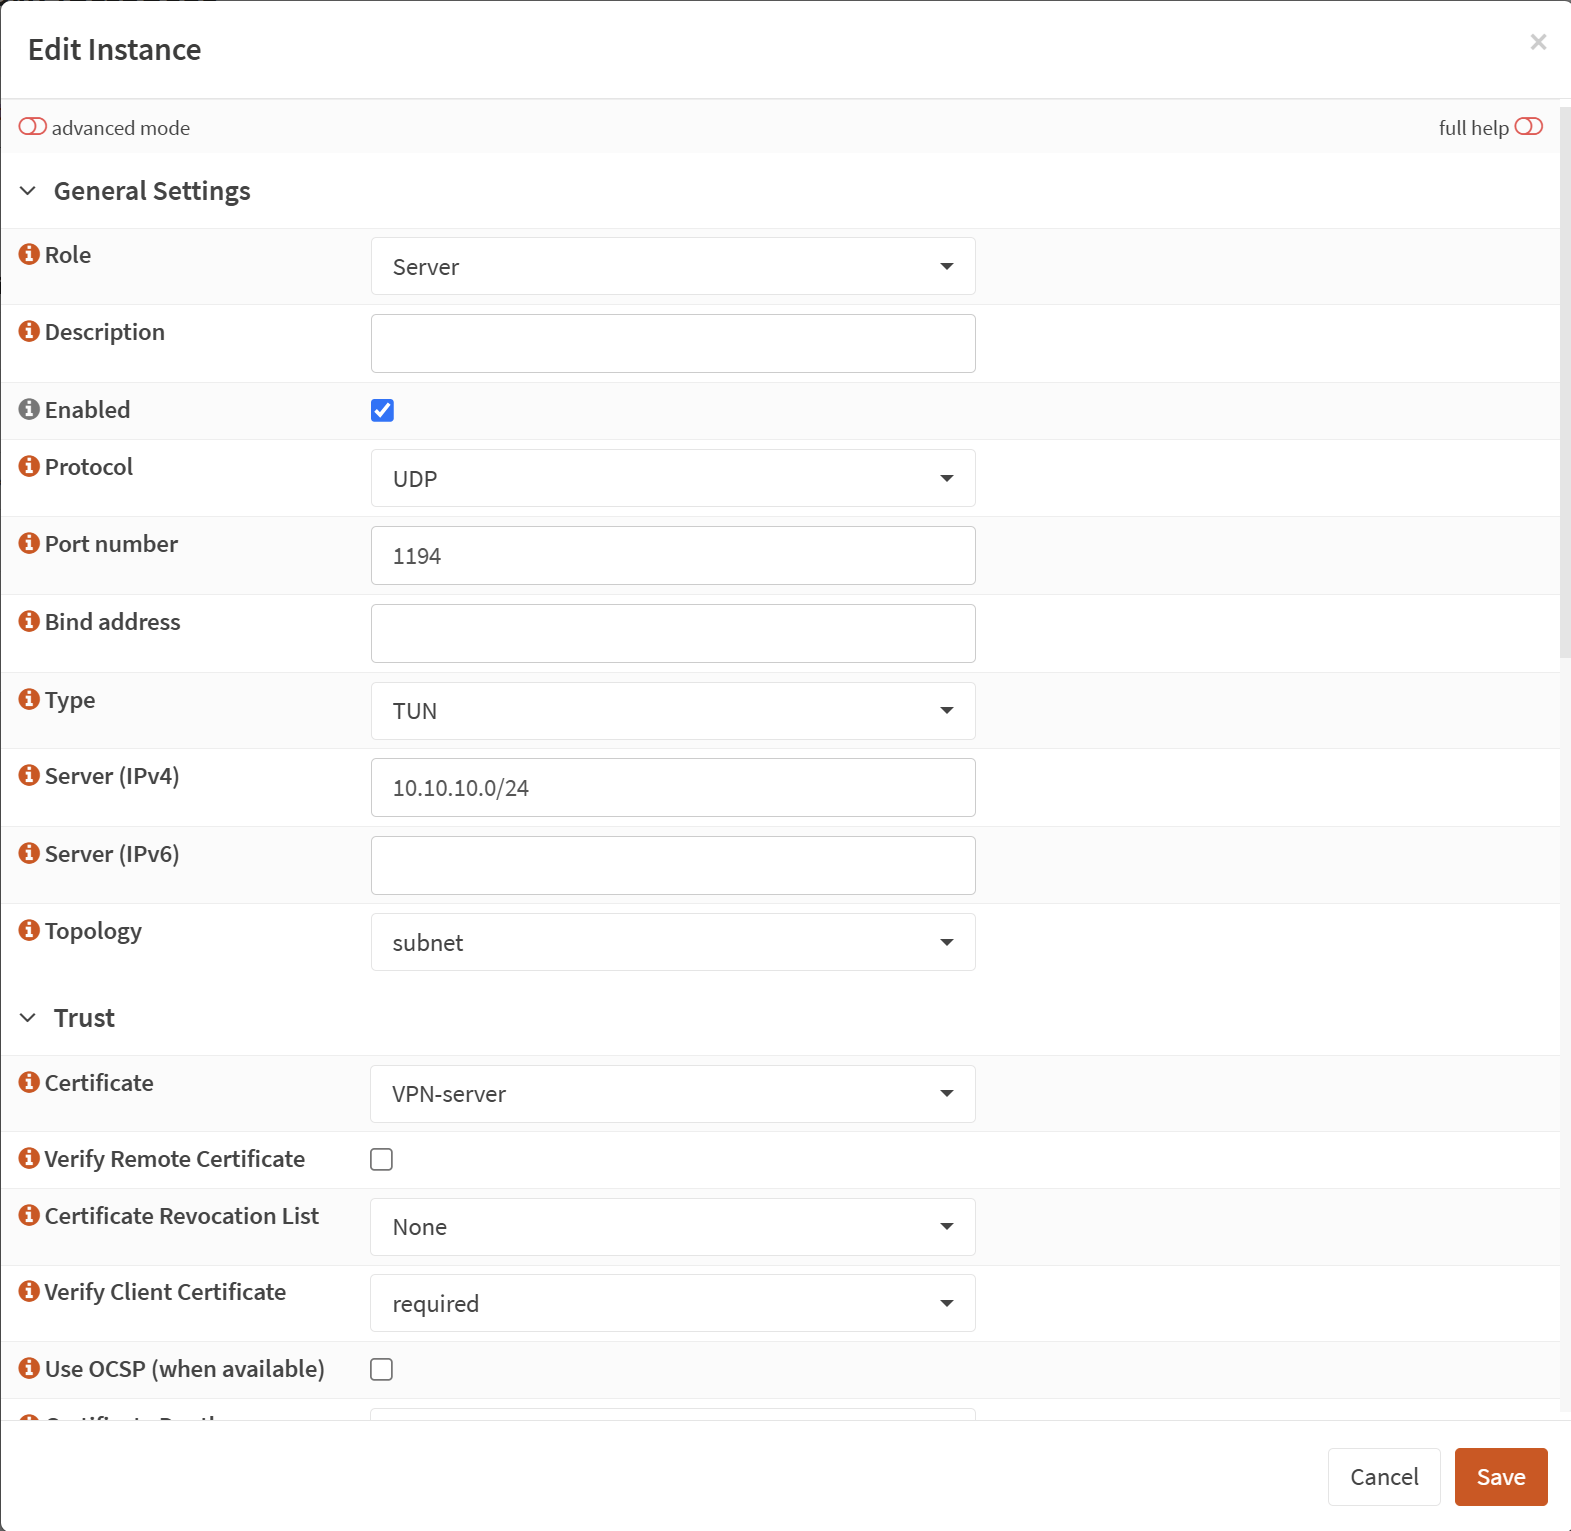 Edit Instance
×
advanced mode
full help
General Settings
Role
Server
Description
Enabled
Protocol
UDP
Port number
1194
Bind address
Type
TUN
Server (IPv4)
10.10.10.0/24
Server (IPv6)
Topology
subnet
Trust
Certificate
VPN-server
Verify Remote Certificate
Certificate Revocation List
None
Verify Client Certificate
required
Use OCSP (when available)
Cancel
Save